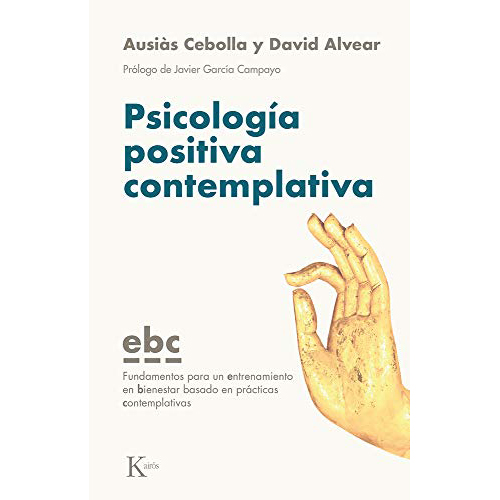 Ausiàs Cebolla y David Alvear
Prólogo de Javier García Campayo
Psicología
positiva
contemplativa
ebc
Fundamentos para un entrenamiento
en bienestar basado en prácticas
contemplativas
Kairós